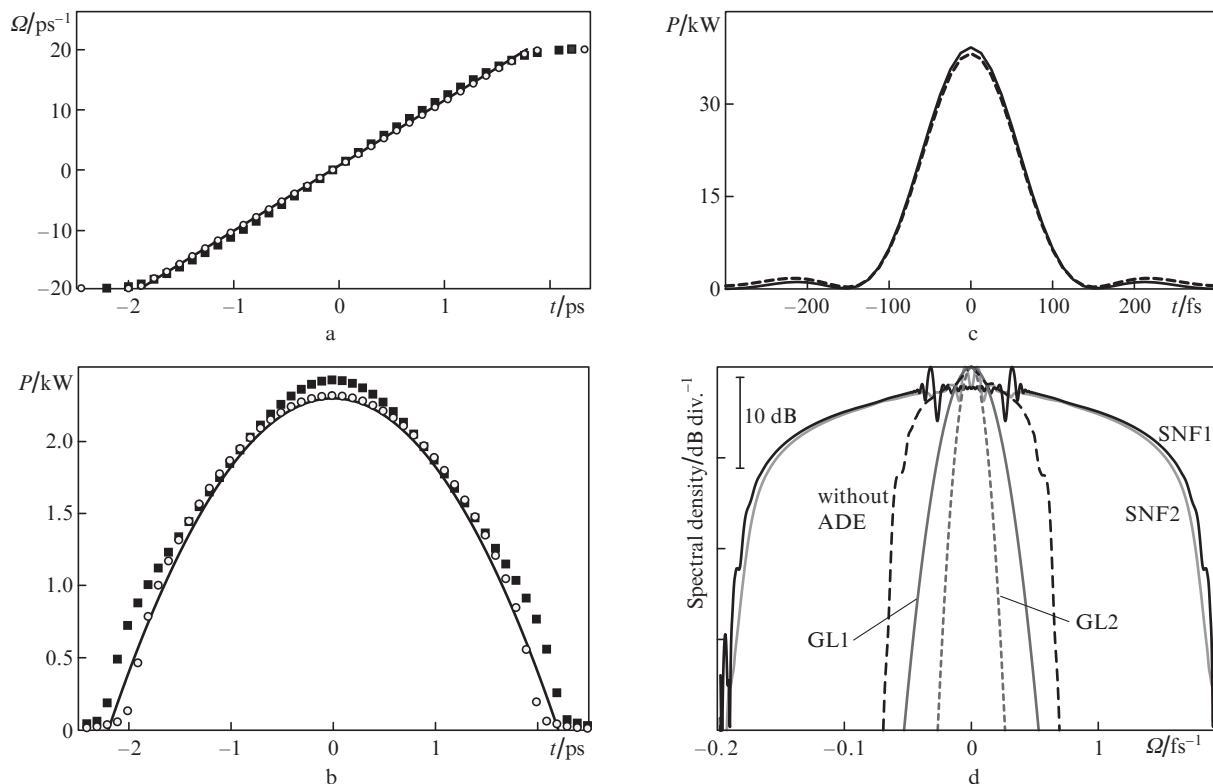 Ω/ps⁻¹
20
10
0
−10
−20
−2
−1
0
1
t/ps
a
P/kW
30
15
0
−200
−100
0
100
200
t/fs
c
P/kW
2.0
1.5
1.0
0.5
0
−2
−1
0
1
t/ps
b
Spectral density/dB div.⁻¹
10 dB
without
ADE
SNF1
SNF2
GL1
GL2
−0.2
−0.1
0
1
Ω/fs⁻¹
d